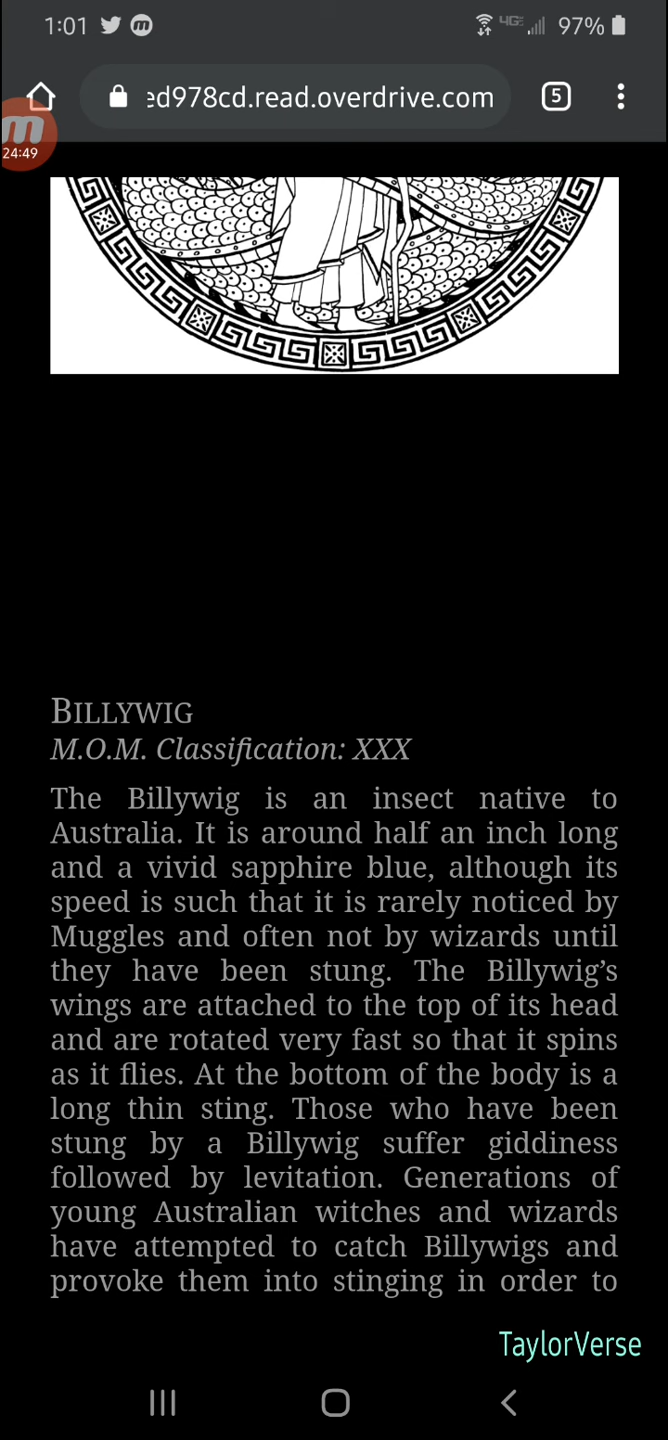 1:01 97%
ed978cd.read.overdrive.com 5
m
24:49
BILLYWIG
M.O.M. Classification: XXX
The Billywig is an insect native to
Australia. It is around half an inch long
and a vivid sapphire blue, although its
speed is such that it is rarely noticed by
Muggles and often not by wizards until
they have been stung. The Billywig’s
wings are attached to the top of its head
and are rotated very fast so that it spins
as it flies. At the bottom of the body is a
long thin sting. Those who have been
stung by a Billywig suffer giddiness
followed by levitation. Generations of
young Australian witches and wizards
have attempted to catch Billywigs and
provoke them into stinging in order to
TaylorVerse